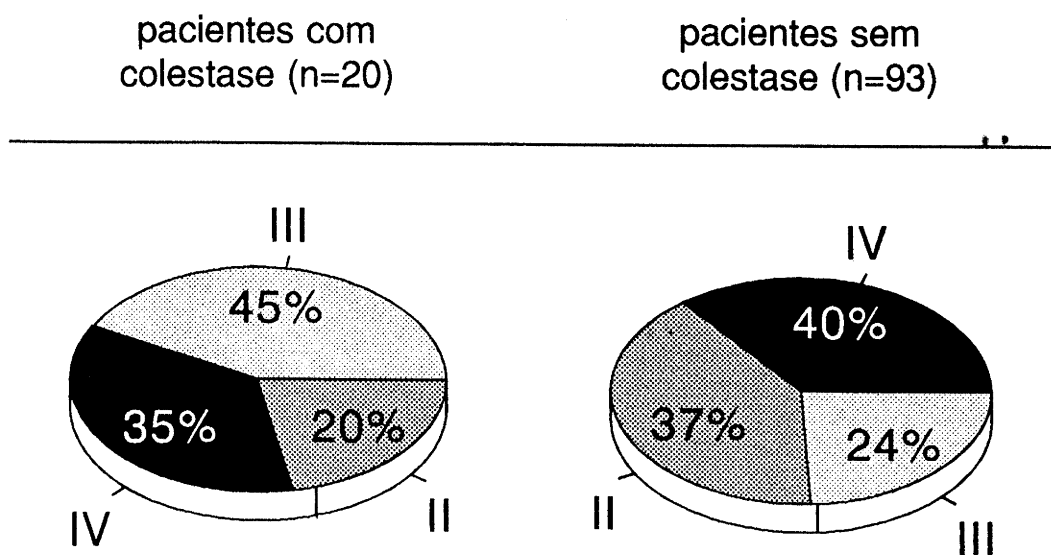 pacientes com
colestase (n=20)
pacientes sem
colestase (n=93)
III
45%
35%
20%
IV
II
IV
40%
37%
24%
II
III